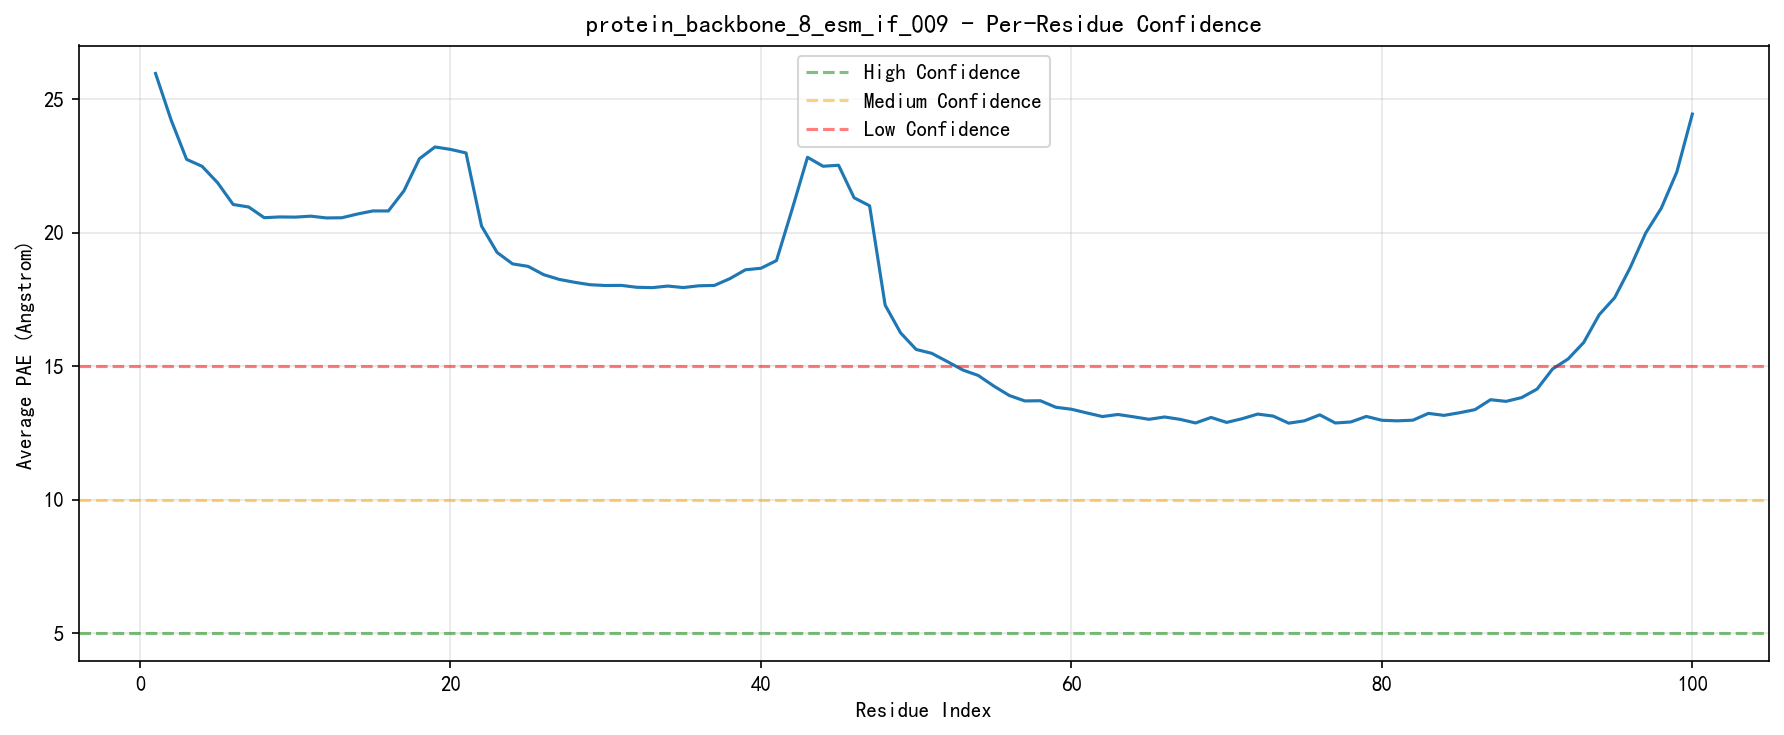 protein_backbone_8_esm_if_009 - Per-Residue Confidence
High Confidence
Medium Confidence
Low Confidence
Average PAE (Angstrom)
25
20
15
10
5
0 20 40 60 80 100
Residue Index